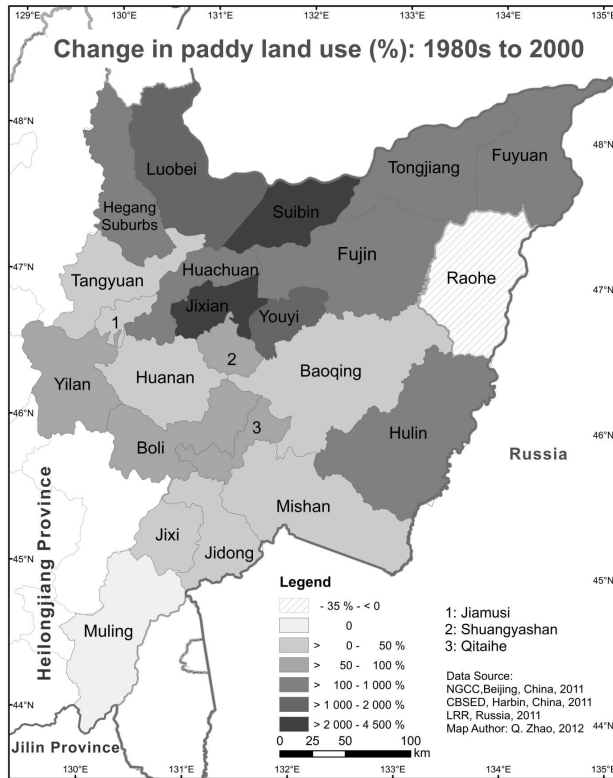 129°E
130°E
131°E
132°E
133°E
134°E
135°E
Change in paddy land use (%): 1980s to 2000
48°N
48°N
Luobei
Tongjiang
Fuyuan
Hegang
Suburbs
Suibin
Fujin
47°N
Huachuan
Tangyuan
Raohe
47°N
Jixian
Youyi
1
2
Yilan
Huanan
Baoqing
46°N
3
Hulin
46°N
Boli
Russia
Mishan
Jixi
Jidong
45°N
45°N
Heilongjiang Province
Muling
Legend
- 35 % - < 0
0
> 0 - 50 %
> 50 - 100 %
> 100 - 1 000 %
> 1 000 - 2 000 %
> 2 000 - 4 500 %
0 25 50 100
km
1: Jiamusi
2: Shuangyashan
3: Qitaihe
Data Source:
NGCC,Beijing, China, 2011
CBSED, Harbin, China, 2011
LRR, Russia, 2011
Map Author: Q. Zhao, 2012
44°N
44°N
Jilin Province
130°E
131°E
132°E
133°E
134°E
135°E